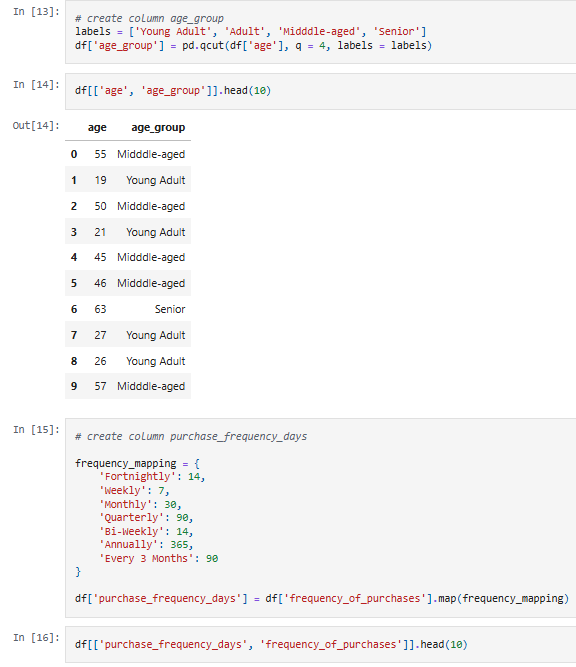 In [13]:
# create column age_group
labels = ['Young Adult', 'Adult', 'Midddle-aged', 'Senior']
df['age_group'] = pd.qcut(df['age'], q = 4, labels = labels)
In [14]:
df[['age', 'age_group']].head(10)
Out[14]:
age age_group
0 55 Midddle-aged
1 19 Young Adult
2 50 Midddle-aged
3 21 Young Adult
4 45 Midddle-aged
5 46 Midddle-aged
6 63 Senior
7 27 Young Adult
8 26 Young Adult
9 57 Midddle-aged
In [15]:
# create column purchase_frequency_days
frequency_mapping = {
'Fortnightly': 14,
'Weekly': 7,
'Monthly': 30,
'Quarterly': 90,
'Bi-Weekly': 14,
'Annually': 365,
'Every 3 Months': 90
}
df['purchase_frequency_days'] = df['frequency_of_purchases'].map(frequency_mapping)
In [16]:
df[['purchase_frequency_days', 'frequency_of_purchases']].head(10)